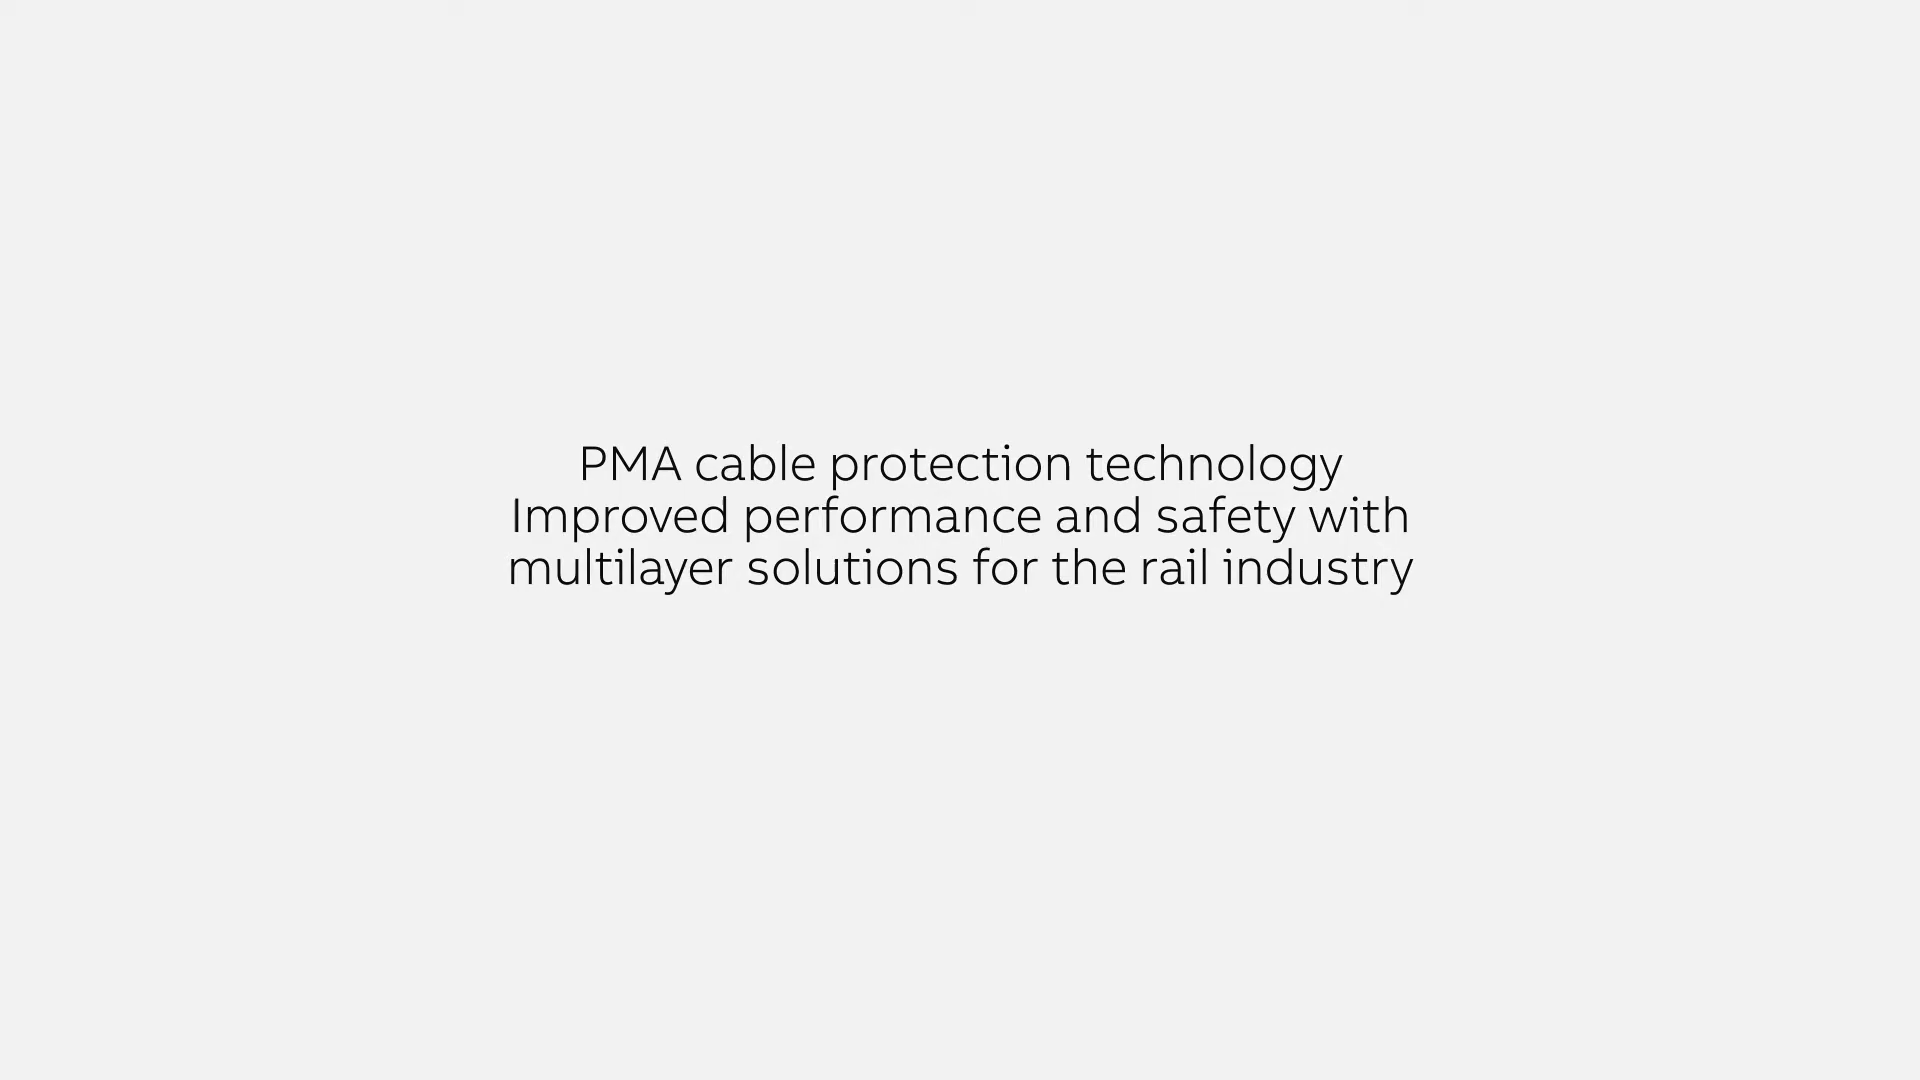 PMA cable protection technology
Improved performance and safety with
multilayer solutions for the rail industry